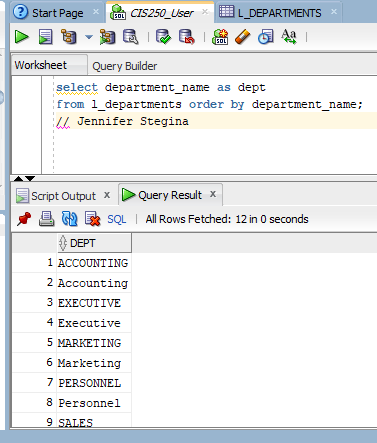 Start Page
CIS250_User
L_DEPARTMENTS
SQL
Aa
Worksheet
Query Builder
select department_name as dept
from l_departments order by department_name;
// Jennifer Stegina
Script Output
Query Result
SQL
All Rows Fetched: 12 in 0 seconds
DEPT
1 ACCOUNTING
2 Accounting
3 EXECUTIVE
4 Executive
5 MARKETING
6 Marketing
7 PERSONNEL
8 Personnel
9 SALES